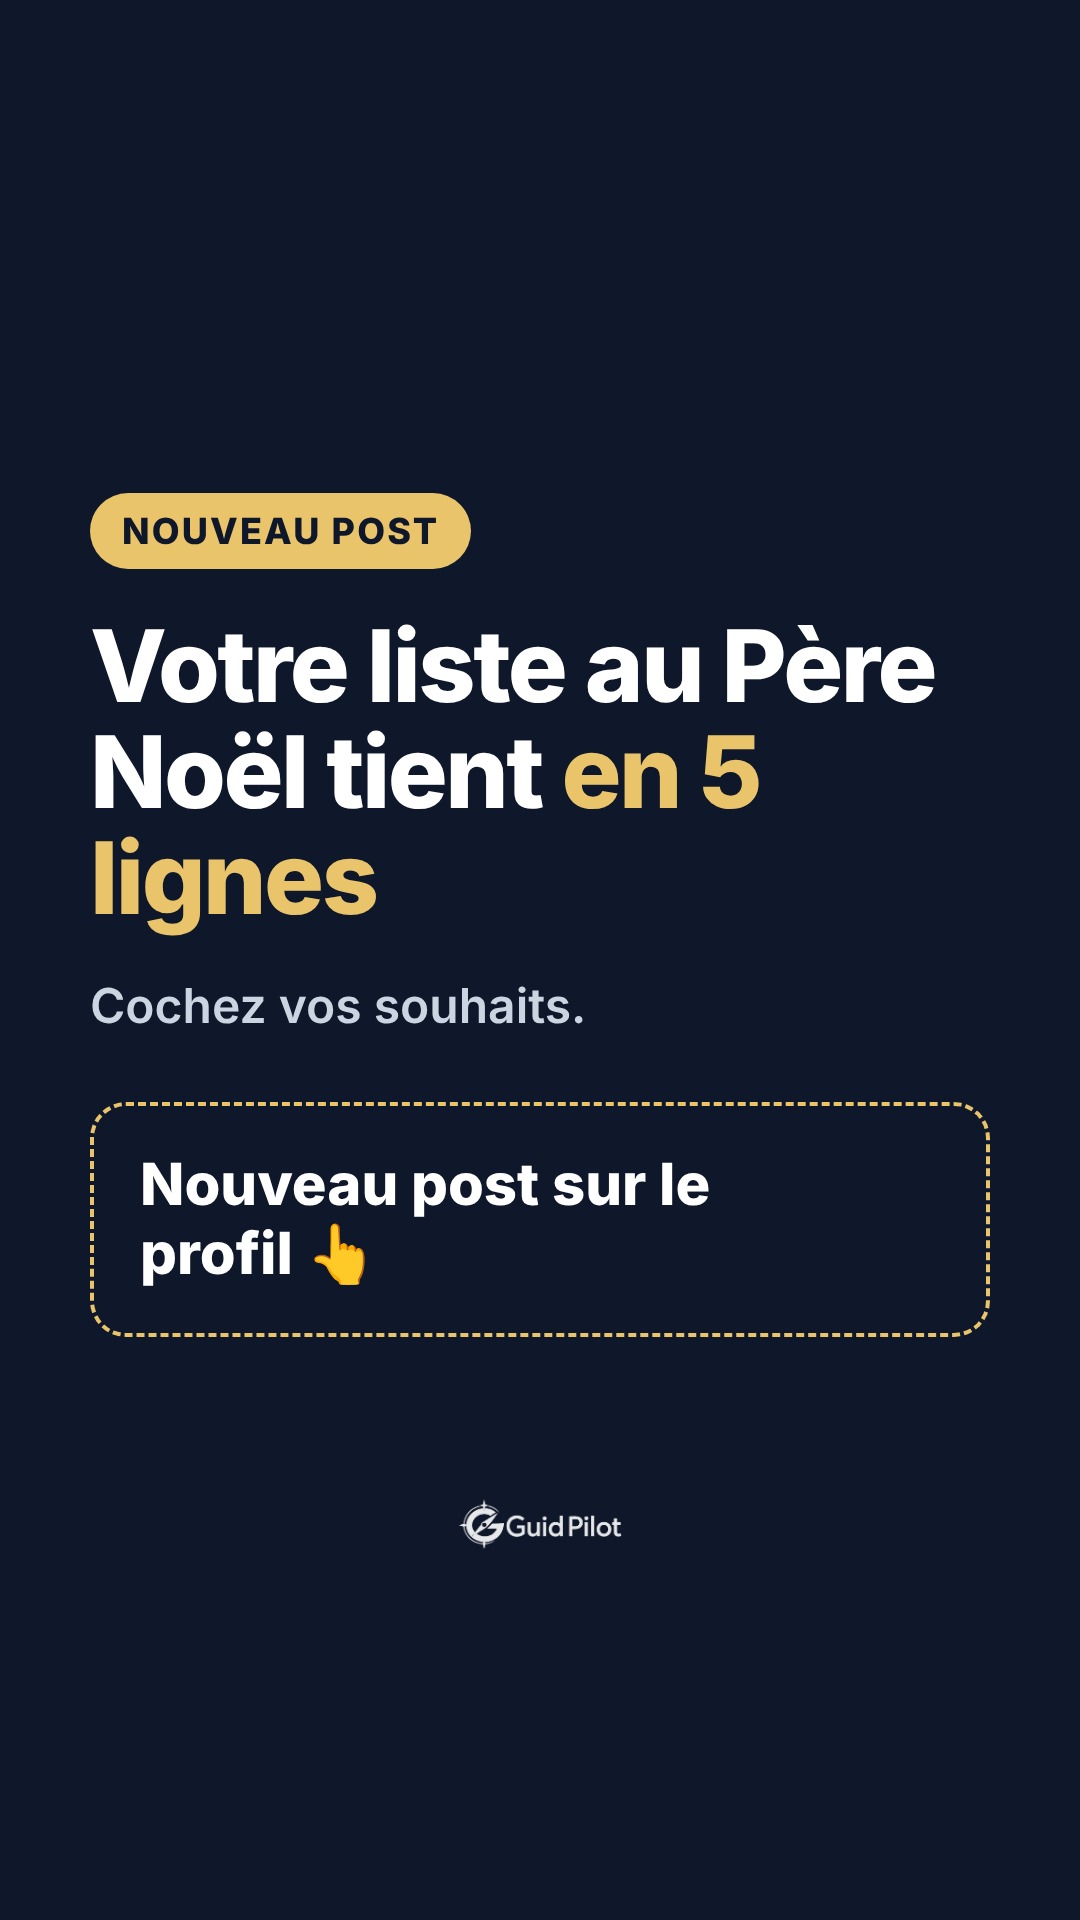 NOUVEAU POST
Votre liste au Père
Noël tient en 5
lignes
Cochez vos souhaits.
Nouveau post sur le
profil 👆
GuidPilot